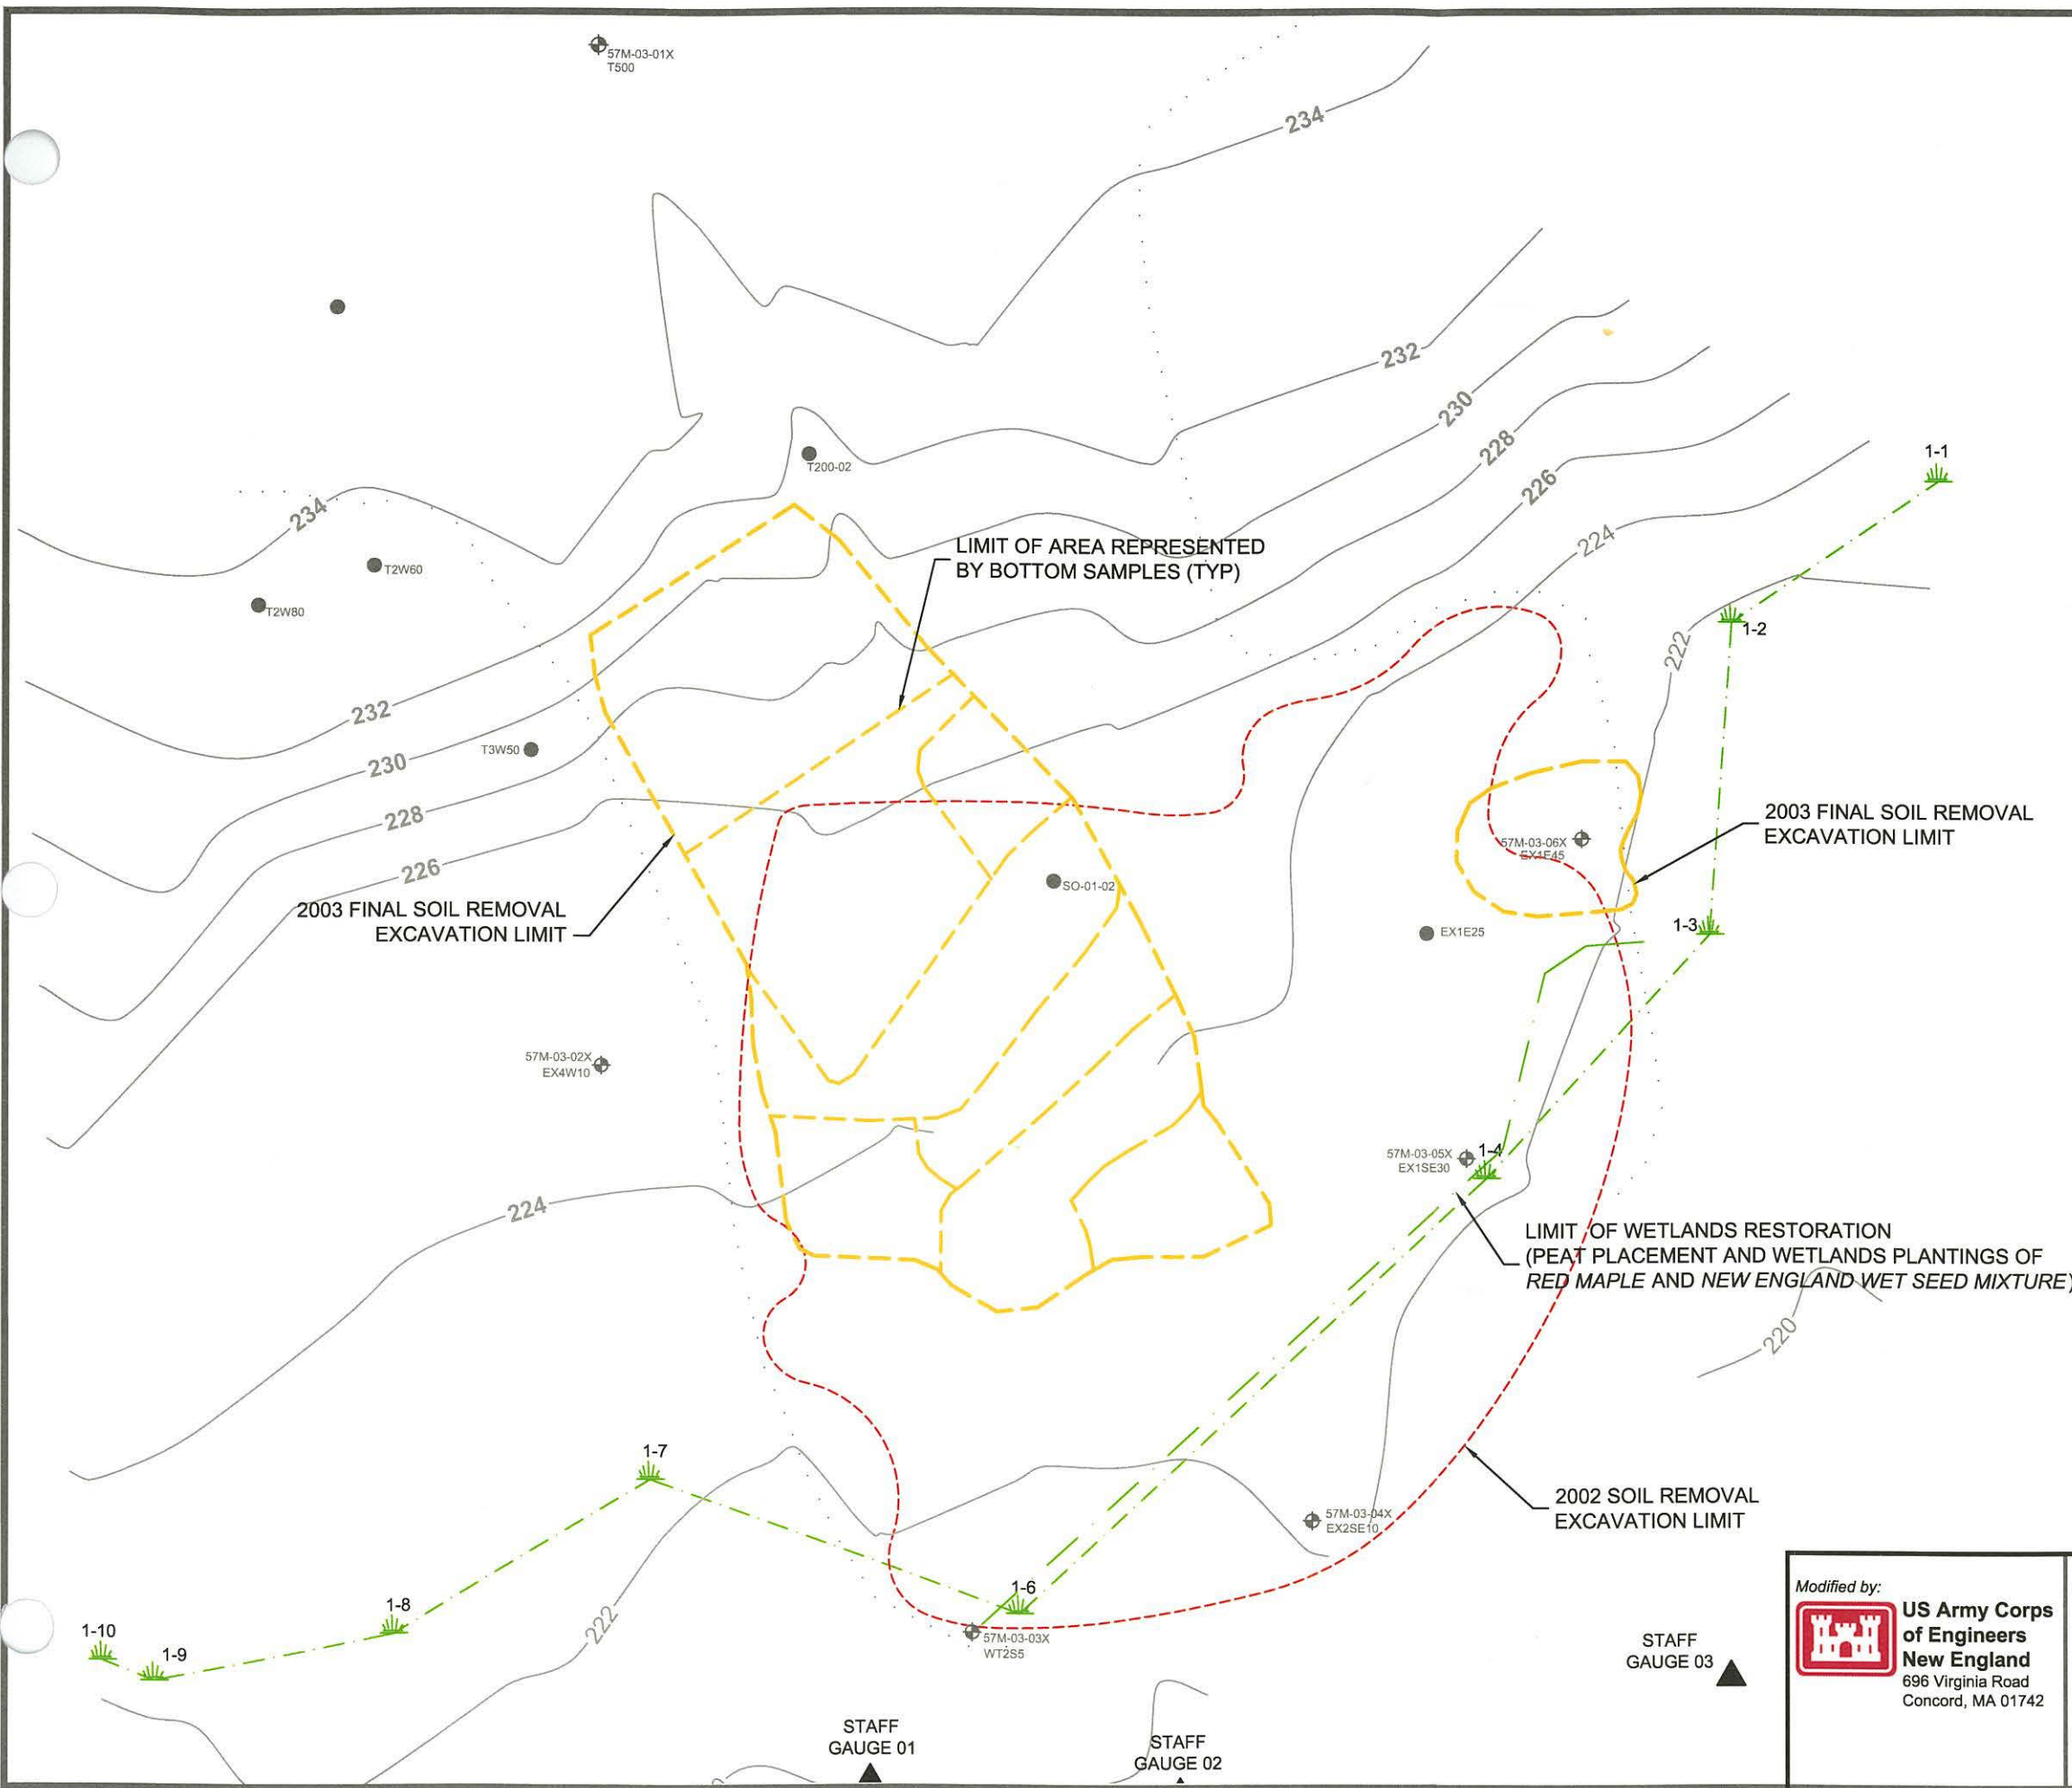 57M-03-01X
T500
234
232
230
228
226
224
222
1-1
1-2
T200-02
234
T2W60
T2W80
LIMIT OF AREA REPRESENTED
BY BOTTOM SAMPLES (TYP)
232
T3W50
230
228
226
2003 FINAL SOIL REMOVAL
EXCAVATION LIMIT
57M-03-06X
EX1E45
2003 FINAL SOIL REMOVAL
EXCAVATION LIMIT
SO-01-02
EX1E25
1-3
57M-03-02X
EX4W10
57M-03-05X
EX1SE30
1-4
224
LIMIT OF WETLANDS RESTORATION
(PEAT PLACEMENT AND WETLANDS PLANTINGS OF
RED MAPLE AND NEW ENGLAND WET SEED MIXTURE)
220
1-7
57M-03-04X
EX2SE10
2002 SOIL REMOVAL
EXCAVATION LIMIT
1-6
1-8
1-10
1-9
222
57M-03-03X
WT2S5
STAFF
GAUGE 03
STAFF
GAUGE 01
STAFF
GAUGE 02
Modified by:
US Army Corps
of Engineers
New England
696 Virginia Road
Concord, MA 01742